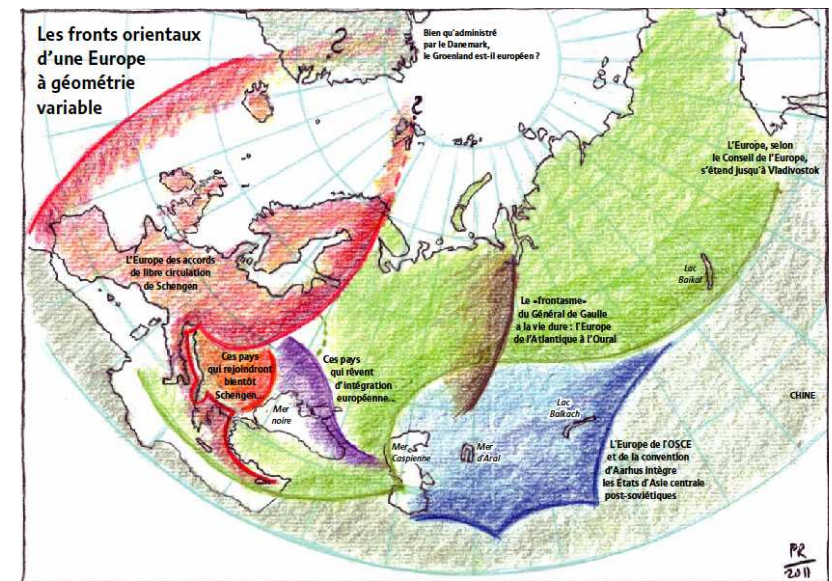 Les fronts orientaux
d'une Europe
à géométrie
variable
?
Bien qu'administré
par le Danemark,
le Groenland est-il européen ?
?
L'Europe, selon
le Conseil de l'Europe,
s'étend jusqu'à Vladivostok
L'Europe des accords
de libre circulation
de Schengen
Lac
Baïkal
Le «frontasme»
du Général de Gaulle
a la vie dure : l'Europe
de l'Atlantique à l'Oural
Ces pays
qui rejoindront
bientôt
Schengen...
Ces pays
qui rêvent
d'intégration
européenne...
Mer
noire
CHINE
Lac
Balkach
Mer
Caspienne
Mer
d'Aral
L'Europe de l'OSCE
et de la convention
d'Aarhus intègre
les Etats d'Asie centrale
post-soviétiques
PR
2011